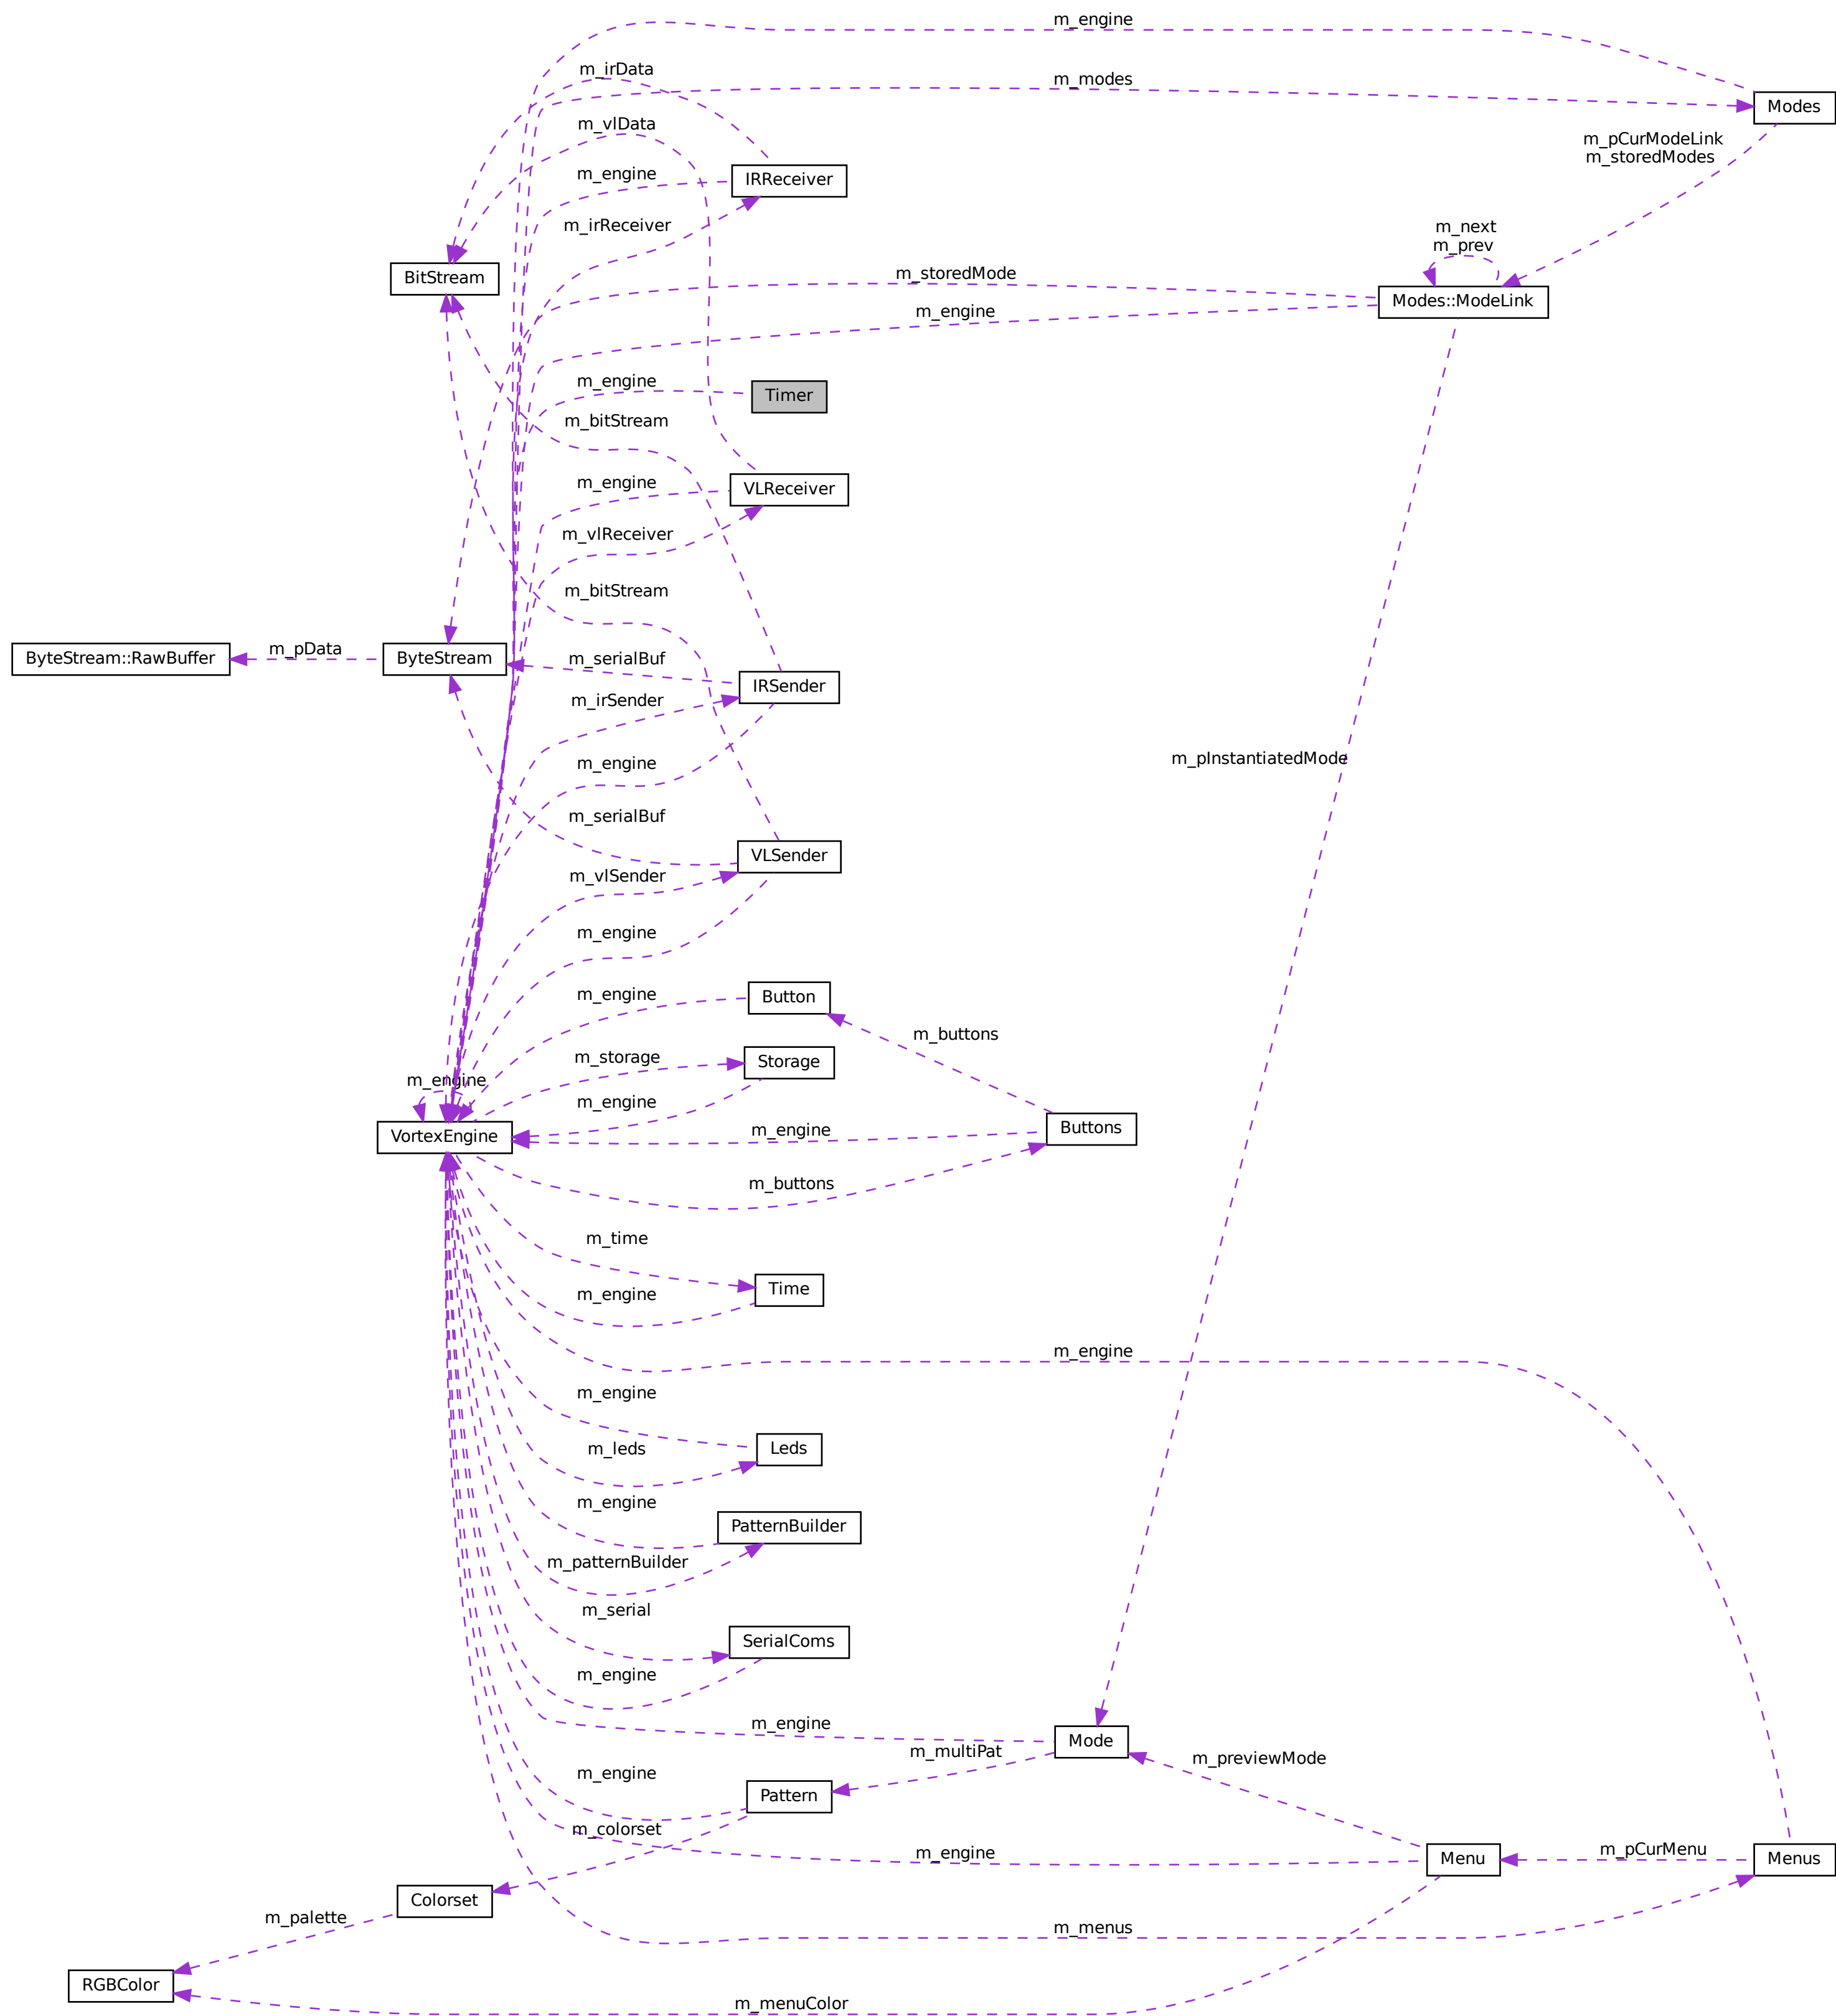 m_engine
m_irData
m_modes
Modes
m_vlData
m_pCurModeLink
m_storedModes
m_engine
IRReceiver
m_irReceiver
m_next
m_prev
BitStream
m_storedMode
Modes::ModeLink
m_engine
m_engine
Timer
m_bitStream
m_engine
VLReceiver
m_vlReceiver
m_bitStream
ByteStream::RawBuffer
m_pData
ByteStream
m_serialBuf
IRSender
m_irSender
m_engine
m_pInstantiatedMode
m_serialBuf
VLSender
m_vlSender
m_engine
m_engine
Button
m_buttons
m_storage
Storage
m_engine
m_engine
VortexEngine
m_engine
Buttons
m_buttons
m_time
Time
m_engine
m_engine
m_engine
Leds
m_leds
m_engine
PatternBuilder
m_patternBuilder
m_serial
SerialComs
m_engine
m_engine
Mode
m_multiPat
m_previewMode
m_engine
Pattern
m_colorset
m_engine
Menu
m_pCurMenu
Menus
Colorset
m_palette
m_menus
RGBColor
m_menuColor